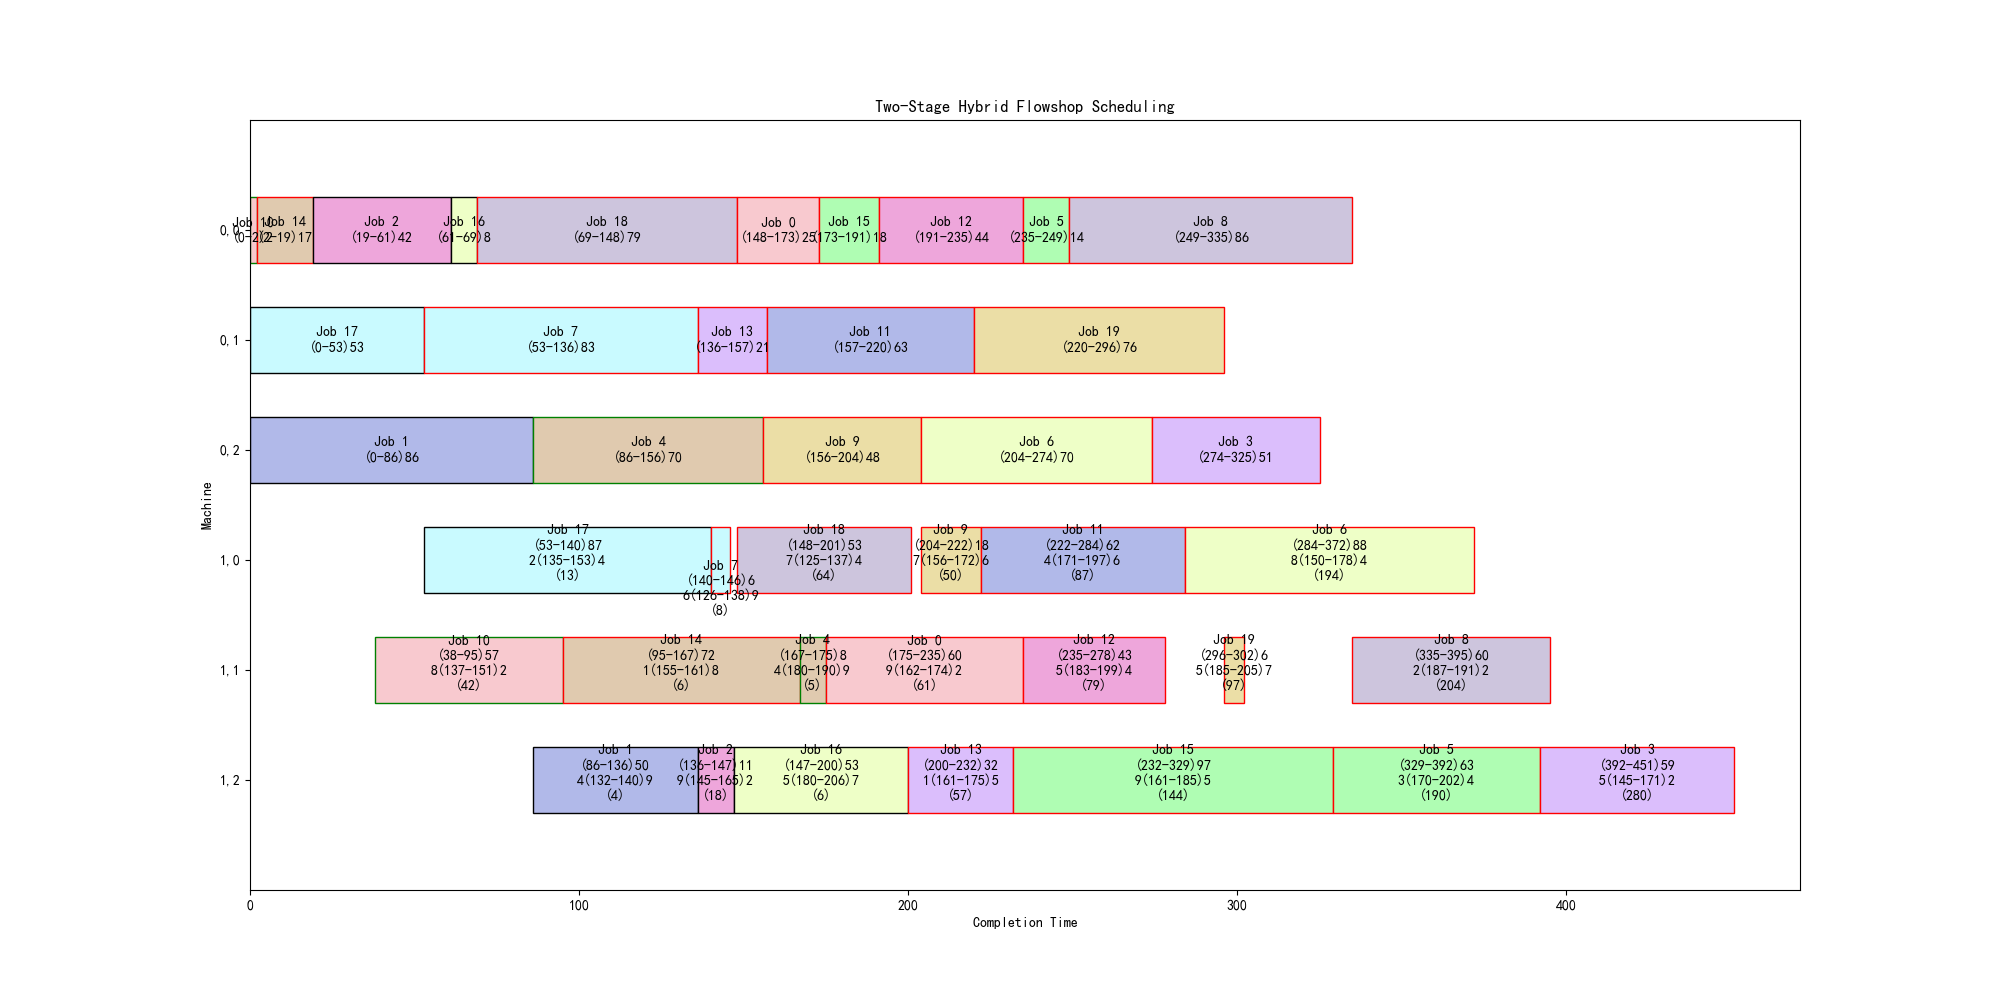 Two-Stage Hybrid Flowshop Scheduling
0,0
Job 10
(0-2)2
Job 14
(2-19)17
Job 2
(19-61)42
Job 16
(61-69)8
Job 18
(69-148)79
Job 0
(148-173)25
Job 15
(173-191)18
Job 12
(191-235)44
Job 5
(235-249)14
Job 8
(249-335)86
0,1
Job 17
(0-53)53
Job 7
(53-136)83
Job 13
(136-157)21
Job 11
(157-220)63
Job 19
(220-296)76
0,2
Job 1
(0-86)86
Job 4
(86-156)70
Job 9
(156-204)48
Job 6
(204-274)70
Job 3
(274-325)51
1,0
Job 17
(53-140)87
2(135-153)4
(13)
Job 7
(140-146)6
6(126-138)9
(8)
Job 18
(148-201)53
7(125-137)4
(64)
Job 9
(204-222)18
7(156-172)6
(50)
Job 11
(222-284)62
4(171-197)6
(87)
Job 6
(284-372)88
8(150-178)4
(194)
1,1
Job 10
(38-95)57
8(137-151)2
(42)
Job 14
(95-167)72
1(155-161)8
(6)
Job 4
(167-175)8
4(180-190)9
(5)
Job 0
(175-235)60
9(162-174)2
(61)
Job 12
(235-278)43
5(183-199)4
(79)
Job 19
(296-302)6
5(185-205)7
(97)
Job 8
(335-395)60
2(187-191)2
(204)
1,2
Job 1
(86-136)50
4(132-140)9
(4)
Job 2
(136-147)11
9(145-165)2
(18)
Job 16
(147-200)53
5(180-206)7
(6)
Job 13
(200-232)32
1(161-175)5
(57)
Job 15
(232-329)97
9(161-185)5
(144)
Job 5
(329-392)63
3(170-202)4
(190)
Job 3
(392-451)59
5(145-171)2
(280)
Machine
0
100
200
300
400
Completion Time